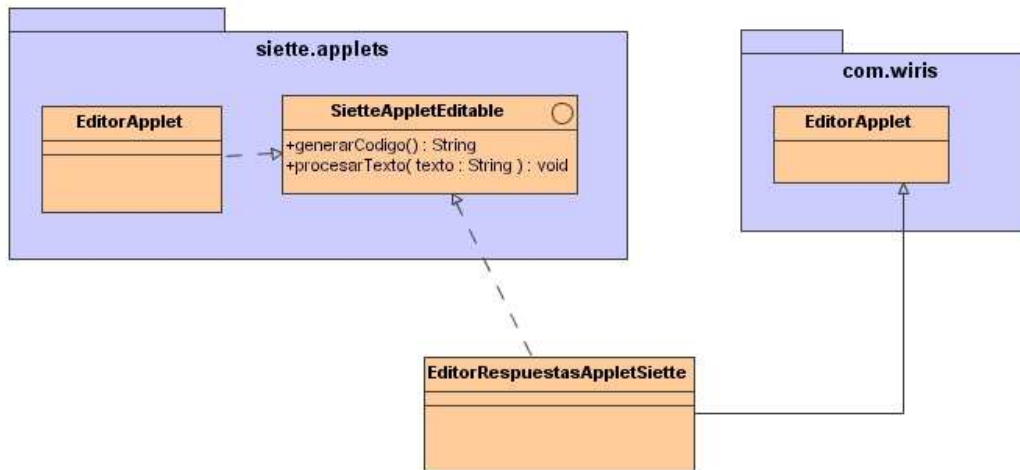 siette.applets
EditorApplet
SietteAppletEditable
+generarCodigo() : String
+procesarTexto( texto : String ) : void
com.wiris
EditorApplet
EditorRespuestasAppletSiette